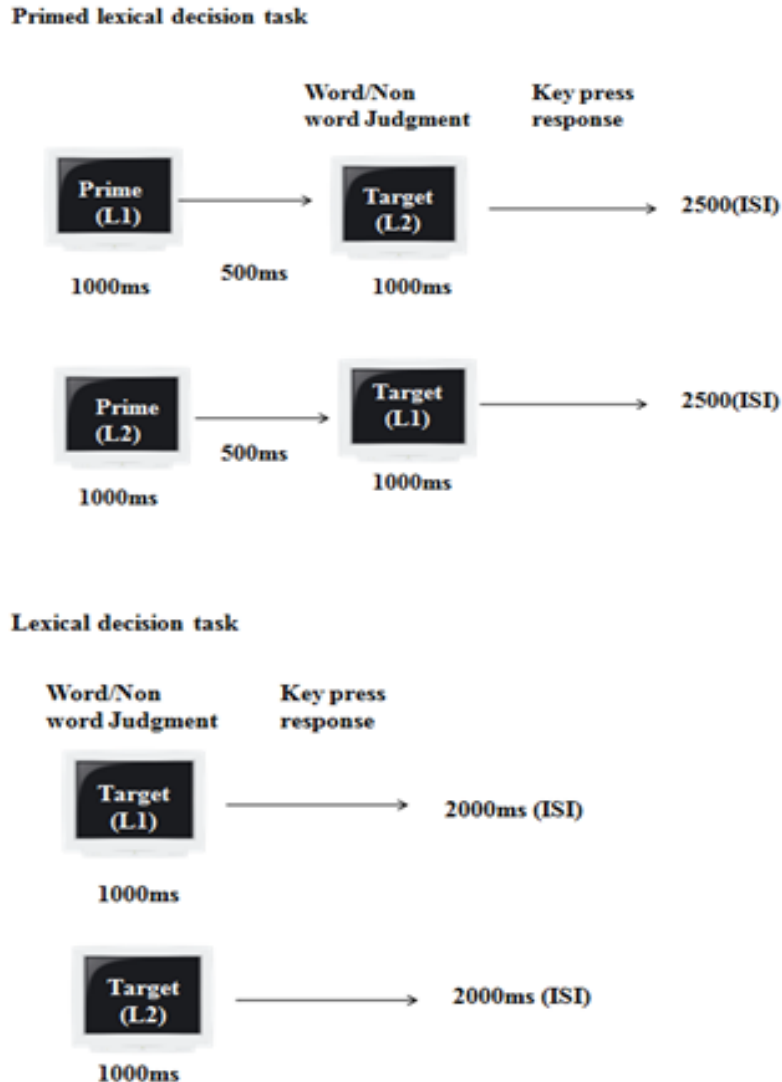 Primed lexical decision task
Word/Non
word Judgment
Key press
response
Prime
(L1)
Target
(L2)
2500(ISI)
500ms
1000ms
1000ms
Prime
(L2)
Target
(L1)
2500(ISI)
500ms
1000ms
1000ms
Lexical decision task
Word/Non
word Judgment
Key press
response
Target
(L1)
2000ms (ISI)
1000ms
Target
(L2)
2000ms (ISI)
1000ms